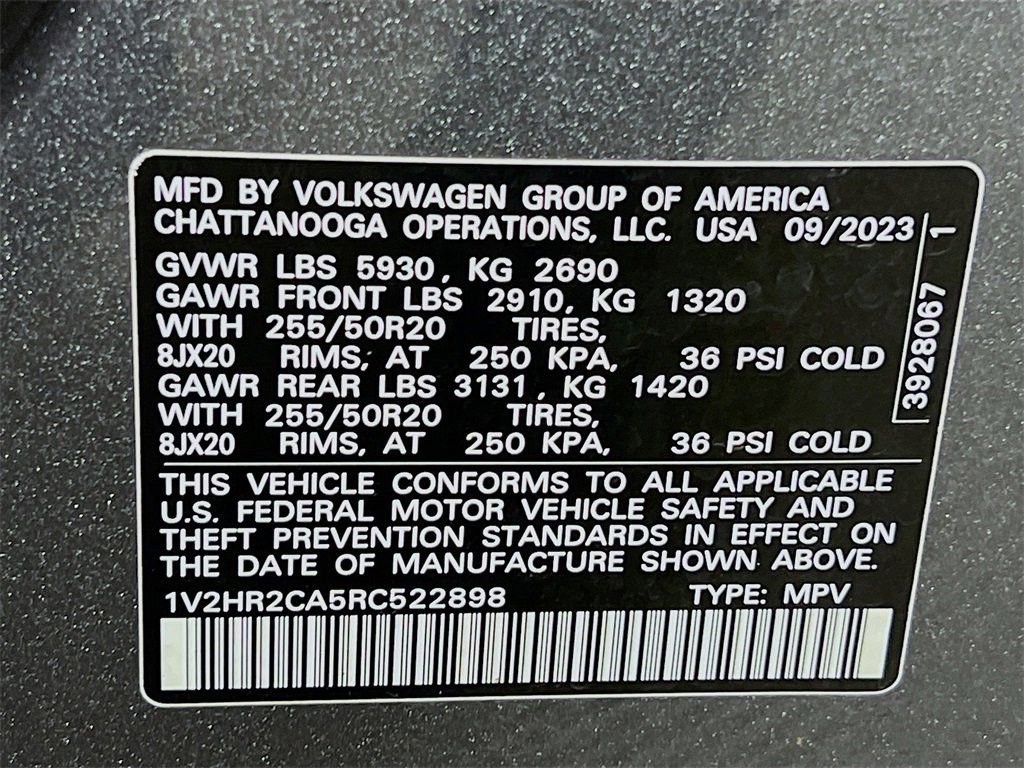 MFD BY VOLKSWAGEN GROUP OF AMERICA
CHATTANOOGA OPERATIONS, LLC. USA 09/2023
GVWR LBS 5930, KG 2690
GAWR FRONT LBS 2910, KG 1320
WITH 255/50R20 TIRES,
8JX20 RIMS, AT 250 KPA, 36 PSI COLD
GAWR REAR LBS 3131, KG 1420
WITH 255/50R20 TIRES,
8JX20 RIMS, AT 250 KPA, 36 PSI COLD
THIS VEHICLE CONFORMS TO ALL APPLICABLE
U.S. FEDERAL MOTOR VEHICLE SAFETY AND
THEFT PREVENTION STANDARDS IN EFFECT ON
THE DATE OF MANUFACTURE SHOWN ABOVE.
1V2HR2CA5RC522898 TYPE: MPV
3928067 1